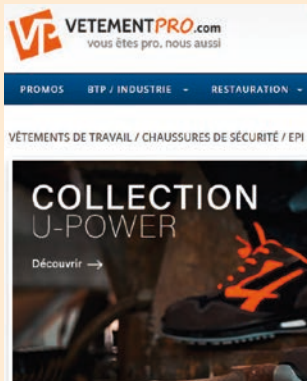 VP VETEMENTPRO.com
vous êtes pro, nous aussi
PROMOS BTP / INDUSTRIE RESTAURATION
VÊTEMENTS DE TRAVAIL / CHAUSSURES DE SÉCURITÉ / EPI
COLLECTION
U-POWER
Découvrir →